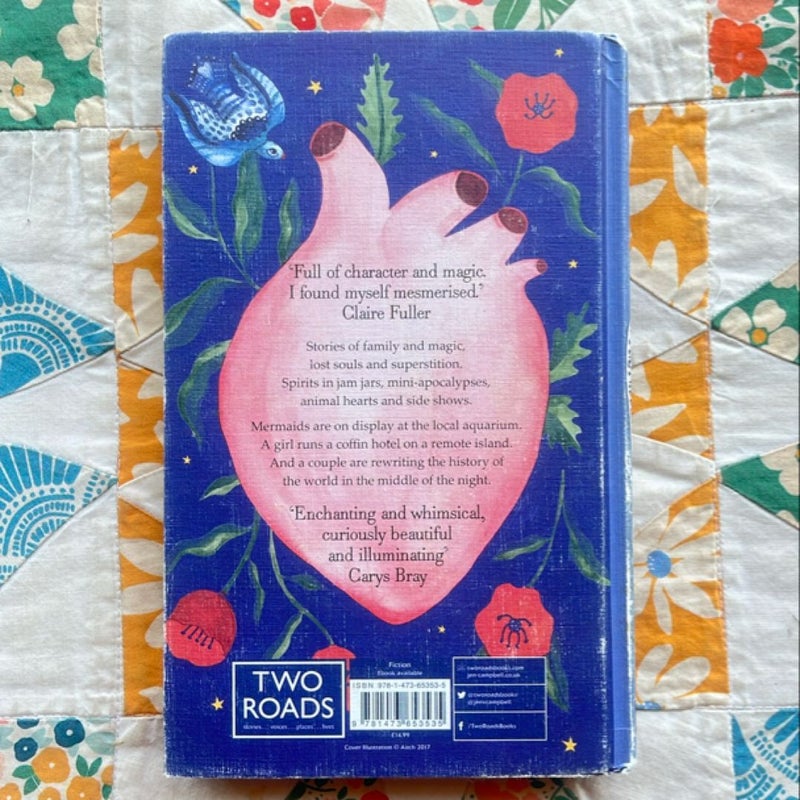 ‘Full of character and magic.
I found myself mesmerised.’
Claire Fuller
Stories of family and magic,
lost souls and superstition.
Spirits in jam jars, mini-apocalypses,
animal hearts and side shows.
Mermaids are on display at the local aquarium.
A girl runs a coffin hotel on a remote island.
And a couple are rewriting the history of
the world in the middle of the night.
‘Enchanting and whimsical,
curiously beautiful
and illuminating’
Carys Bray
TWO
ROADS
stories... voices... places... lives
Fiction
Ebook available
ISBN 978-1-473-65353-5
9 781473 653535
£14.99
tworoadsbooks.com
jen-campbell.co.uk
@tworoadsbooks
@jenvcampbell
/TwoRoadsBooks
Cover Illustration © Aitch 2017